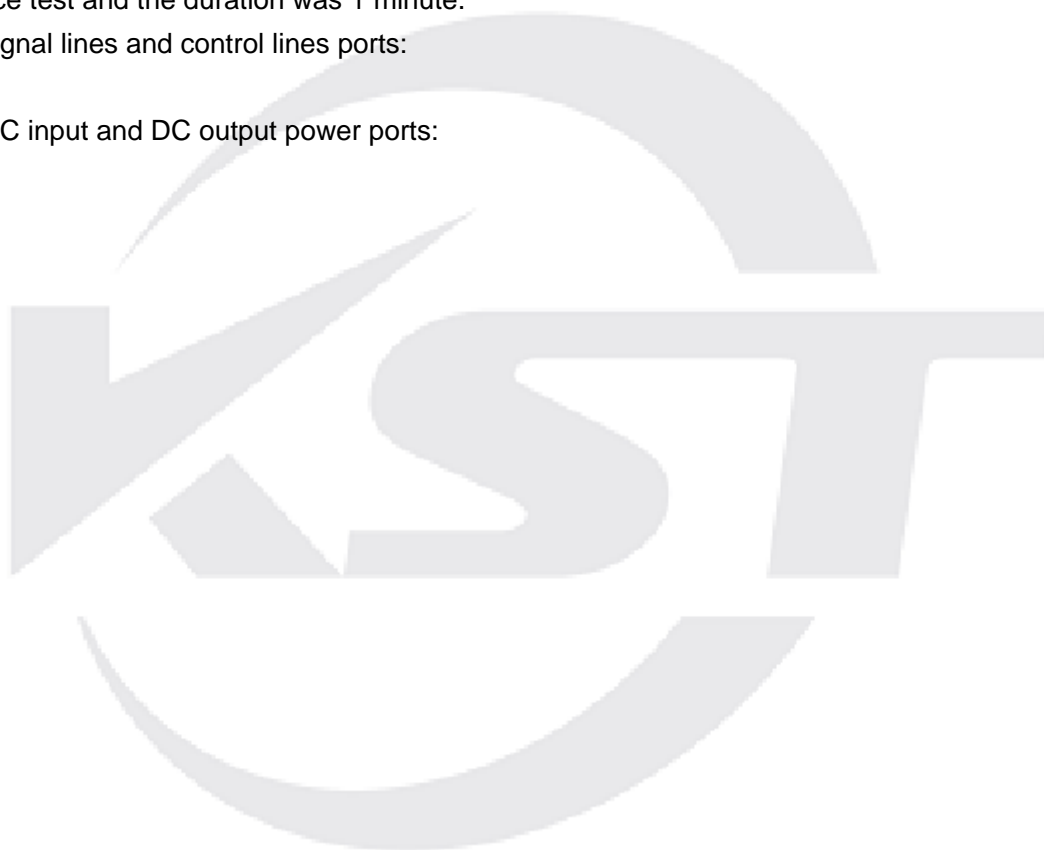 ce test and the duration was 1 minute.
gnal lines and control lines ports:
C input and DC output power ports:
KST